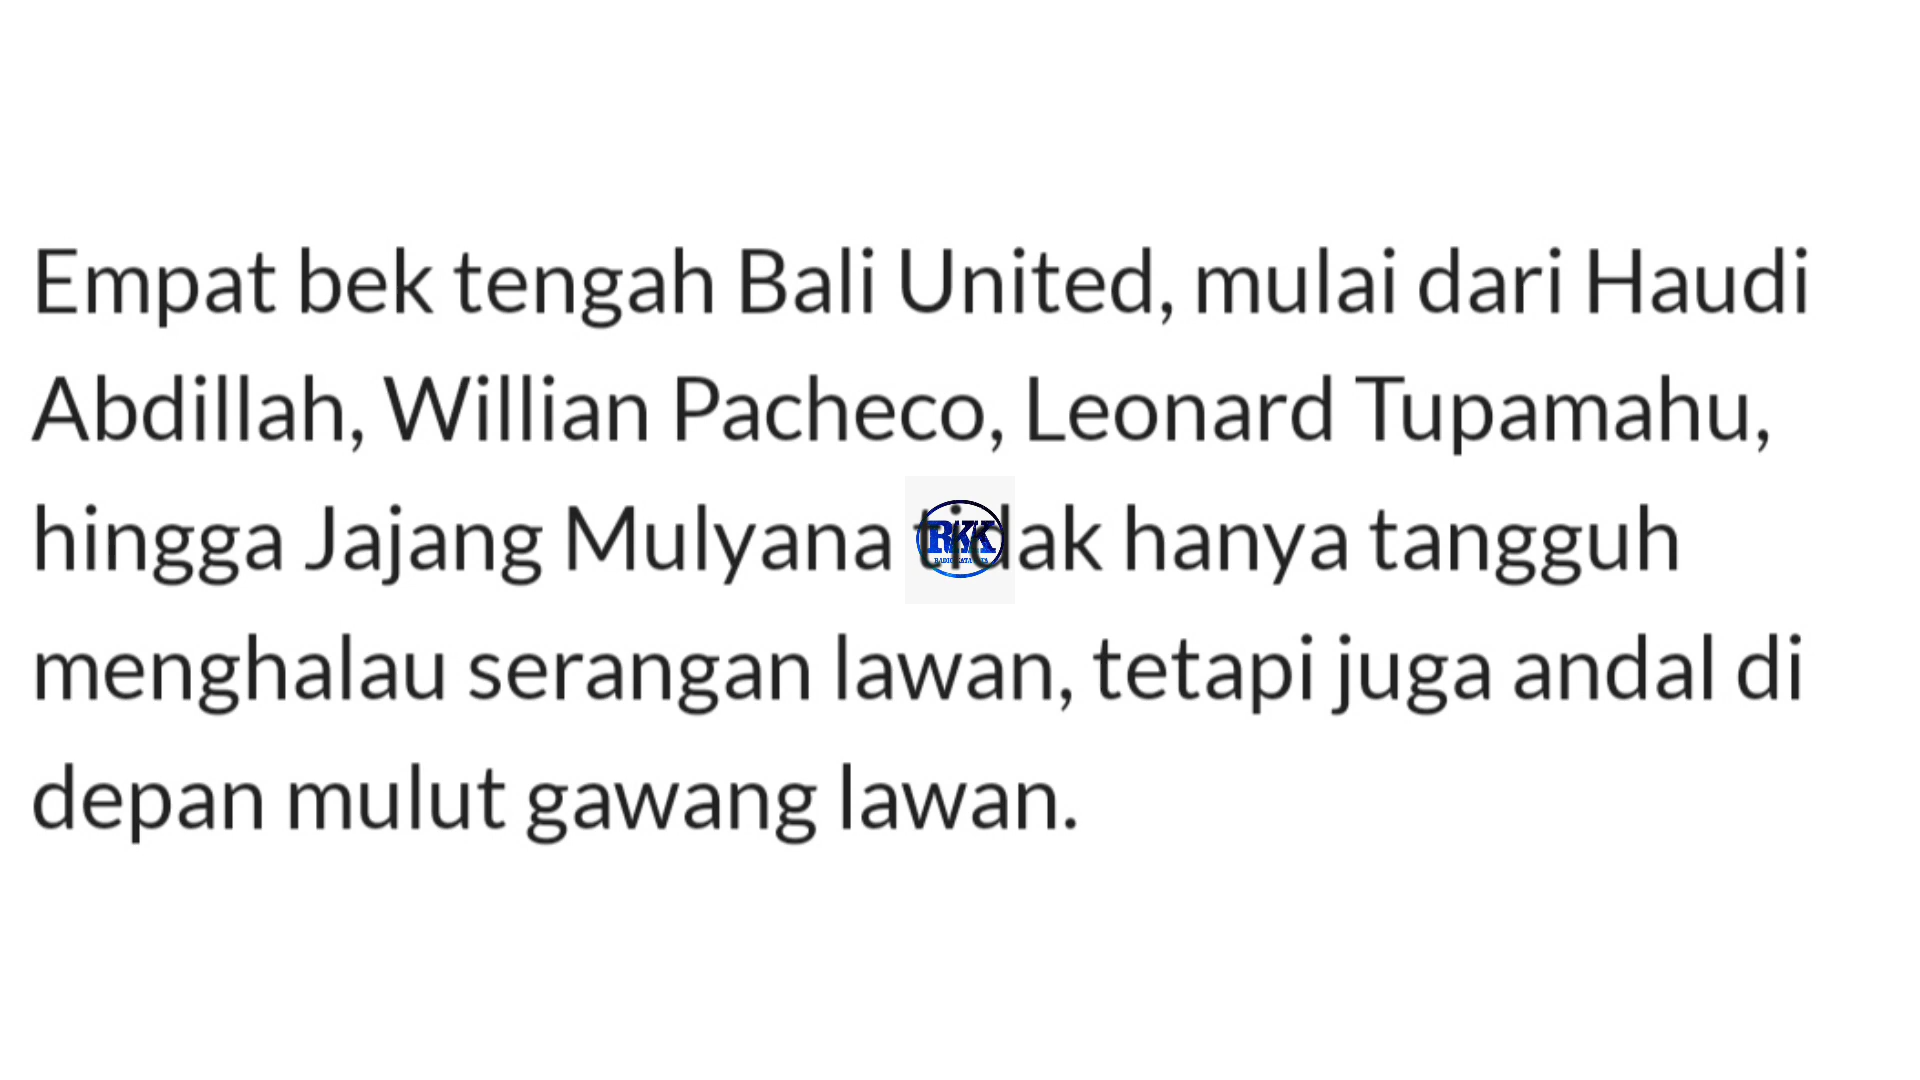 Empat bek tengah Bali United, mulai dari Haudi
Abdillah, Willian Pacheco, Leonard Tupamahu,
hingga Jajang Mulyana tidak hanya tangguh
menghalau serangan lawan, tetapi juga andal di
depan mulut gawang lawan.
RKK